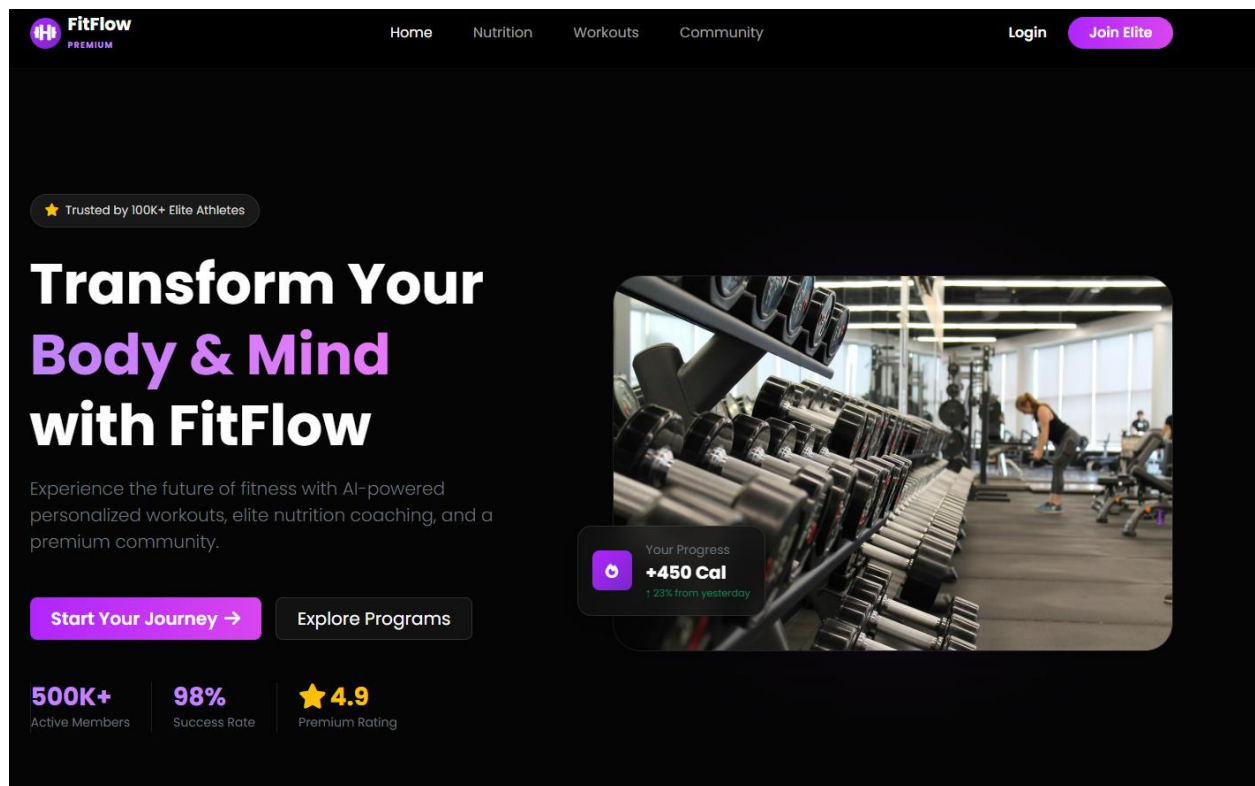 FitFlow
PREMIUM
Home
Nutrition
Workouts
Community
Login
Join Elite
Trusted by 100K+ Elite Athletes
Transform Your
Body & Mind
with FitFlow
Experience the future of fitness with AI-powered
personalized workouts, elite nutrition coaching, and a
premium community.
Start Your Journey →
Explore Programs
Your Progress
+450 Cal
↑ 23% from yesterday
500K+
Active Members
98%
Success Rate
4.9
Premium Rating